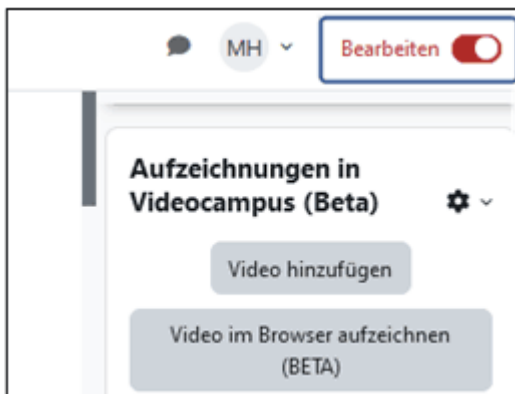 MH
Bearbeiten
Aufzeichnungen in
Videocampus (Beta)
Video hinzufügen
Video im Browser aufzeichnen
(BETA)